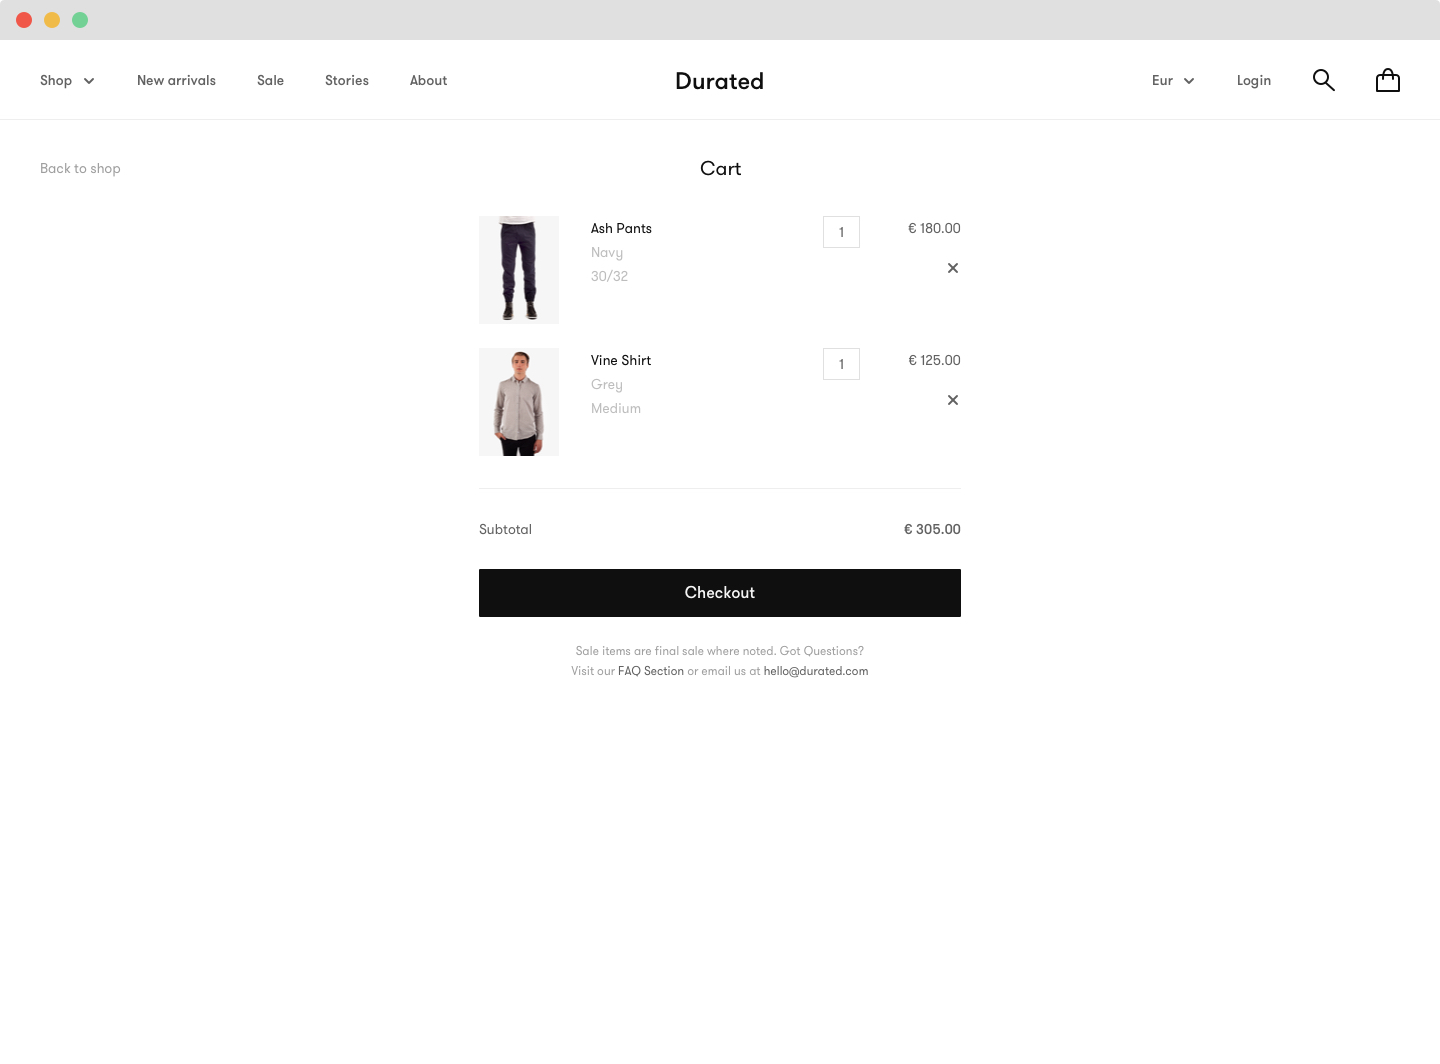 Shop New arrivals Sale Stories About Durated Eur Login
Back to shop
Cart
Ash Pants 1 € 180.00
Navy
30/32
Vine Shirt 1 € 125.00
Grey
Medium
Subtotal € 305.00
Checkout
Sale items are final sale where noted. Got Questions?
Visit our FAQ Section or email us at hello@durated.com